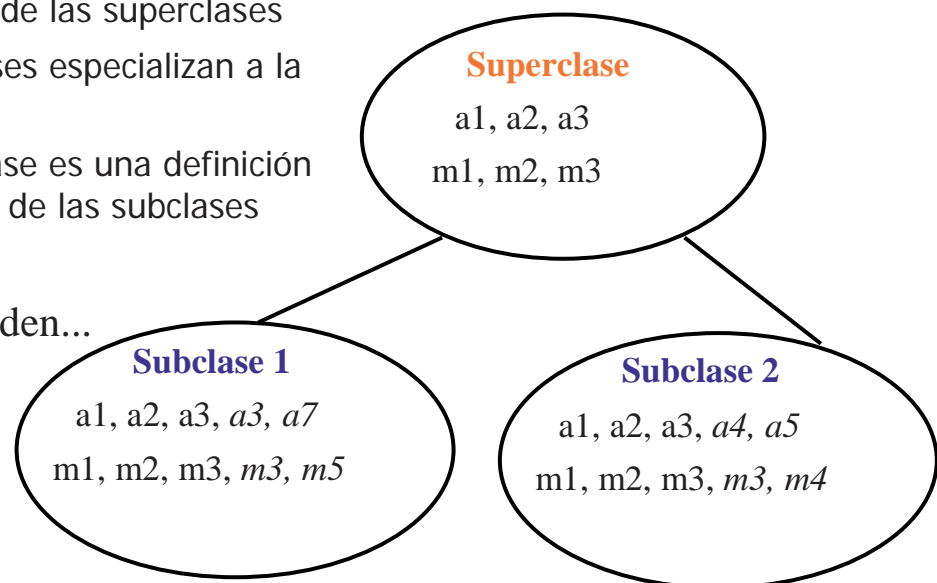 de las superclases
ses especializan a la
ase es una definición
de las subclases
den...
Superclase
a1, a2, a3
m1, m2, m3
Subclase 1
a1, a2, a3, a3, a7
m1, m2, m3, m3, m5
Subclase 2
a1, a2, a3, a4, a5
m1, m2, m3, m3, m4